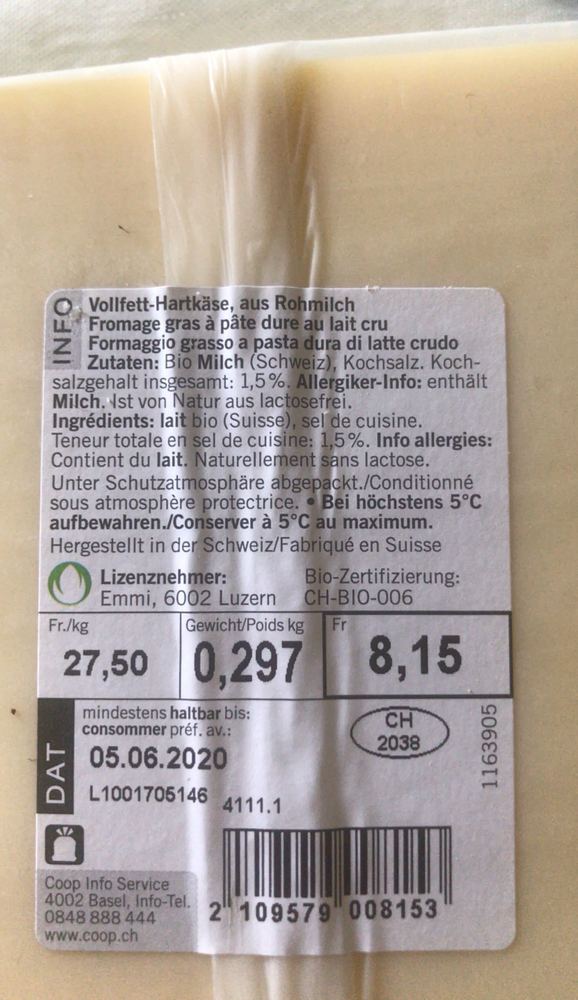 INFO
Vollfett-Hartkäse, aus Rohmilch
Fromage gras à pâte dure au lait cru
Formaggio grasso a pasta dura di latte crudo
Zutaten: Bio Milch (Schweiz), Kochsalz. Koch-
salzgehalt insgesamt: 1,5%. Allergiker-Info: enthält
Milch. Ist von Natur aus lactosefrei.
Ingrédients: lait bio (Suisse), sel de cuisine.
Teneur totale en sel de cuisine: 1,5%. Info allergies:
Contient du lait. Naturellement sans lactose.
Unter Schutzatmosphäre abgepackt./Conditionné
sous atmosphère protectrice. • Bei höchstens 5°C
aufbewahren./Conserver à 5°C au maximum.
Hergestellt in der Schweiz/Fabriqué en Suisse
Lizenznehmer: Bio-Zertifizierung:
Emmi, 6002 Luzern CH-BIO-006
Fr./kg Gewicht/Poids kg Fr
27,50 0,297 8,15
DAT
mindestens haltbar bis:
consommer préf. av.:
05.06.2020
CH
2038
1163905
L1001705146 4111.1
Coop Info Service
4002 Basel, Info-Tel.
0848 888 444
www.coop.ch
2 109579 008153